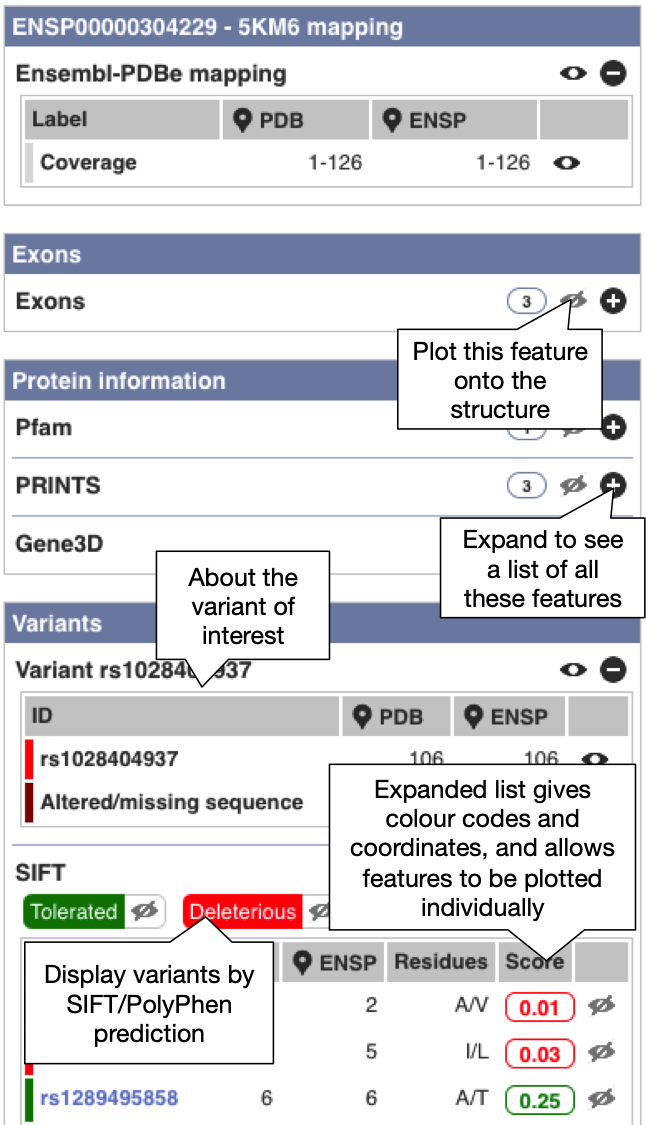 ENSP00000304229 - 5KM6 mapping
Ensembl-PDBe mapping
Label PDB ENSP
Coverage 1-126 1-126
Exons
Exons 3
Plot this feature
onto the
structure
Protein information
Pfam
PRINTS 3
Expand to see
a list of all
these features
Gene3D
About the
variant of
interest
Variants
Variant rs1028404937
ID PDB ENSP
rs1028404937 106 106
Altered/missing sequence
Expanded list gives
colour codes and
coordinates, and allows
features to be plotted
individually
SIFT
Tolerated Deleterious
Display variants by
SIFT/PolyPhen
prediction
ENSP Residues Score
2 A/V 0.01
5 I/L 0.03
rs1289495858 6 6 A/T 0.25